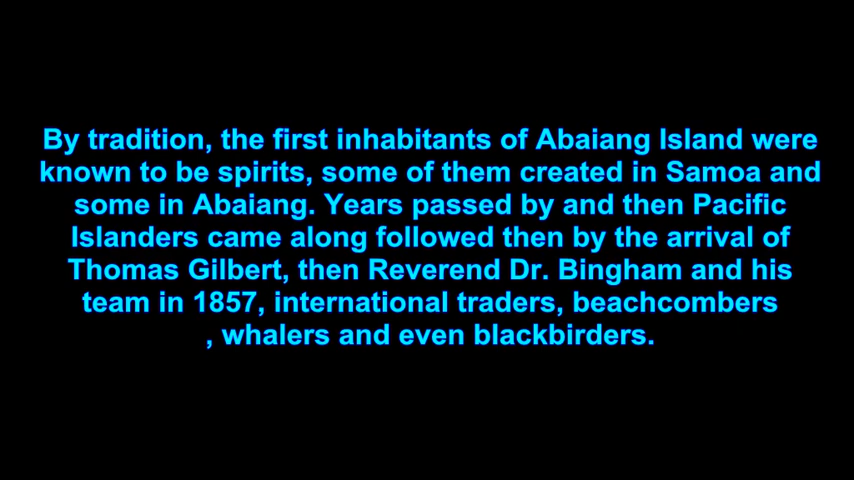 By tradition, the first inhabitants of Abaiang Island were
known to be spirits, some of them created in Samoa and
some in Abaiang. Years passed by and then Pacific
Islanders came along followed then by the arrival of
Thomas Gilbert, then Reverend Dr. Bingham and his
team in 1857, international traders, beachcombers
, whalers and even blackbirders.